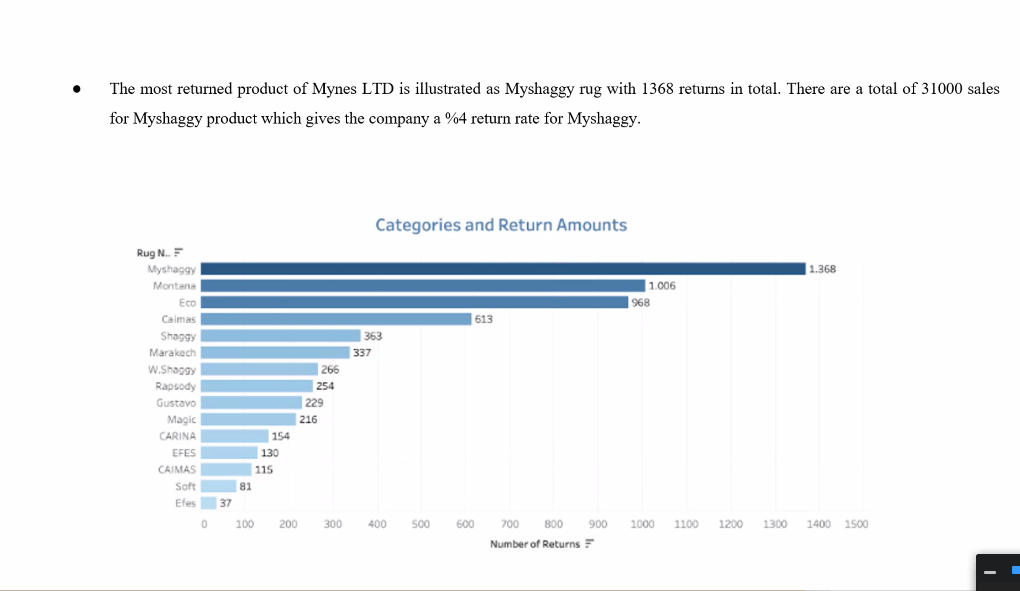 ● The most returned product of Mynes LTD is illustrated as Myshaggy rug with 1368 returns in total. There are a total of 31000 sales
for Myshaggy product which gives the company a %4 return rate for Myshaggy.
Categories and Return Amounts
Rug N..
Myshaggy 1.368
Montana 1.006
Eco 968
Caimas 613
Shaggy 363
Marakech 337
W.Shaggy 266
Rapsody 254
Gustavo 229
Magic 216
CARINA 154
EFES 130
CAIMAS 115
Soft 81
Efes 37
0 100 200 300 400 500 600 700 800 900 1000 1100 1200 1300 1400 1500
Number of Returns